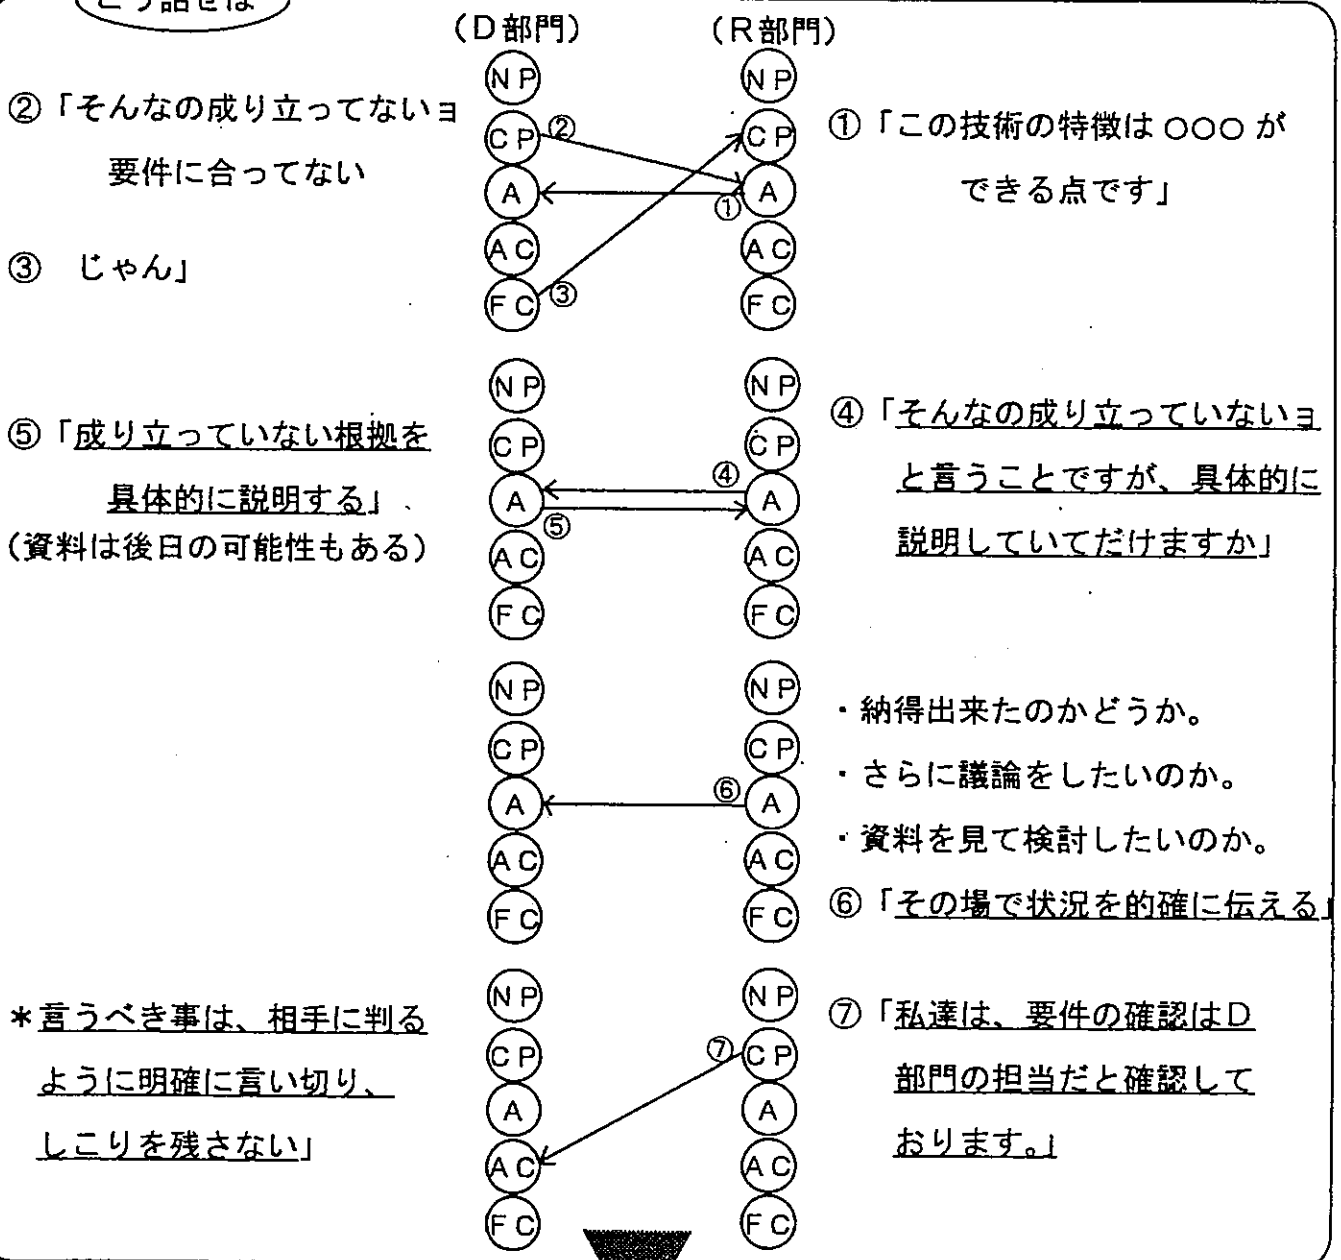 こう話せば
（D部門）
（R部門）
NP
CP
A
AC
FC
NP
CP
A
AC
FC
②
①
③
②「そんなの成り立ってないョ
要件に合ってない
③　じゃん」
①「この技術の特徴は○○○が
できる点です」
NP
CP
A
AC
FC
NP
CP
A
AC
FC
④
⑤
⑤「成り立っていない根拠を
具体的に説明する」
（資料は後日の可能性もある）
④「そんなの成り立っていないョ
と言うことですが、具体的に
説明していてだけますか」
NP
CP
A
AC
FC
NP
CP
A
AC
FC
⑥
・納得出来たのかどうか。
・さらに議論をしたいのか。
・資料を見て検討したいのか。
⑥「その場で状況を的確に伝える」
NP
CP
A
AC
FC
NP
CP
A
AC
FC
⑦
＊言うべき事は、相手に判る
ように明確に言い切り、
しこりを残さない」
⑦「私達は、要件の確認はD
部門の担当だと確認して
おります。」